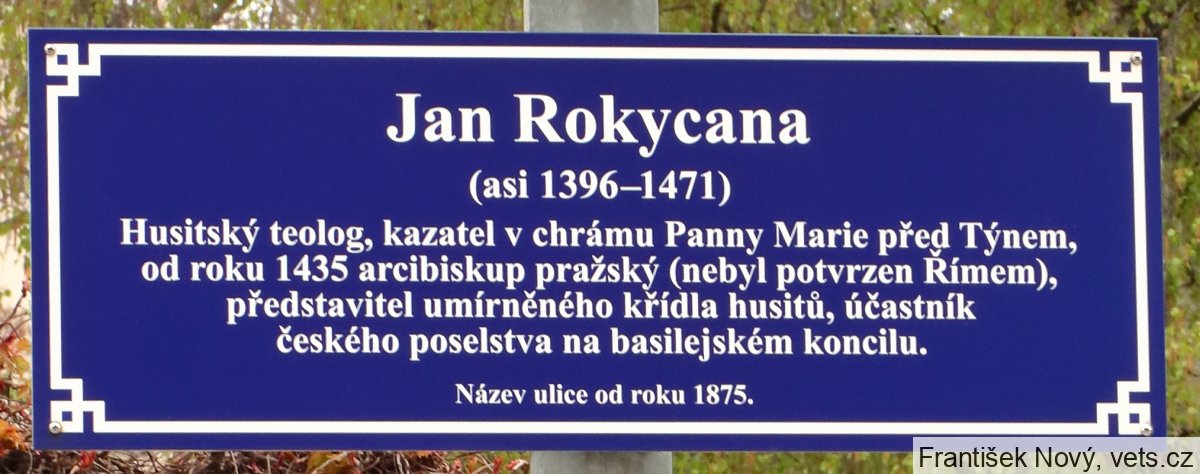 Jan Rokycana
(asi 1396–1471)
Husitský teolog, kazatel v chrámu Panny Marie před Týnem,
od roku 1435 arcibiskup pražský (nebyl potvrzen Římem),
představitel umírněného křídla husitů, účastník
českého poselstva na basilejském koncilu.
Název ulice od roku 1875.
František Nový, vets.cz